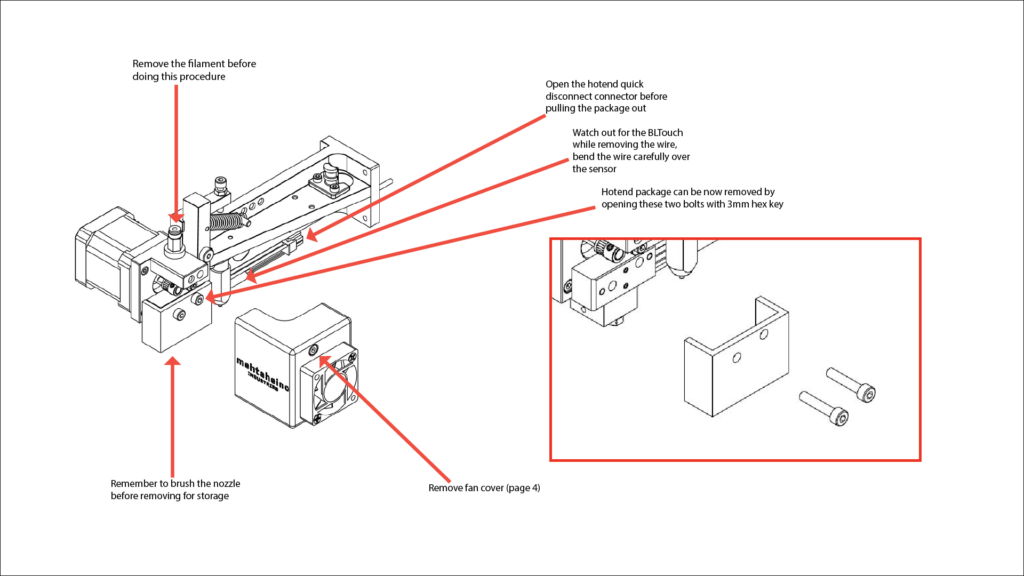 Remove the filament before
doing this procedure
Open the hotend quick
disconnect connector before
pulling the package out
Watch out for the BLTouch
while removing the wire,
bend the wire carefully over
the sensor
Hotend package can be now removed by
opening these two bolts with 3mm hex key
mahtahaino
INDUSTRIES
Remember to brush the nozzle
before removing for storage
Remove fan cover (page 4)